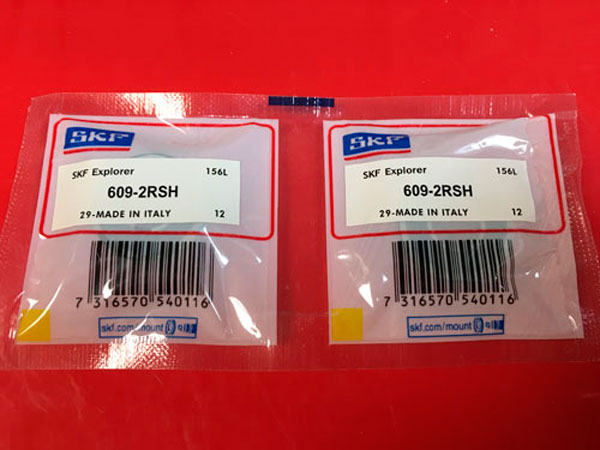 SKF
SKF Explorer 156L
609-2RSH
29-MADE IN ITALY 12
7 316570 540116
skf.com/mount
SKF
SKF Explorer 156L
609-2RSH
29-MADE IN ITALY 12
7 316570 540116
skf.com/mount